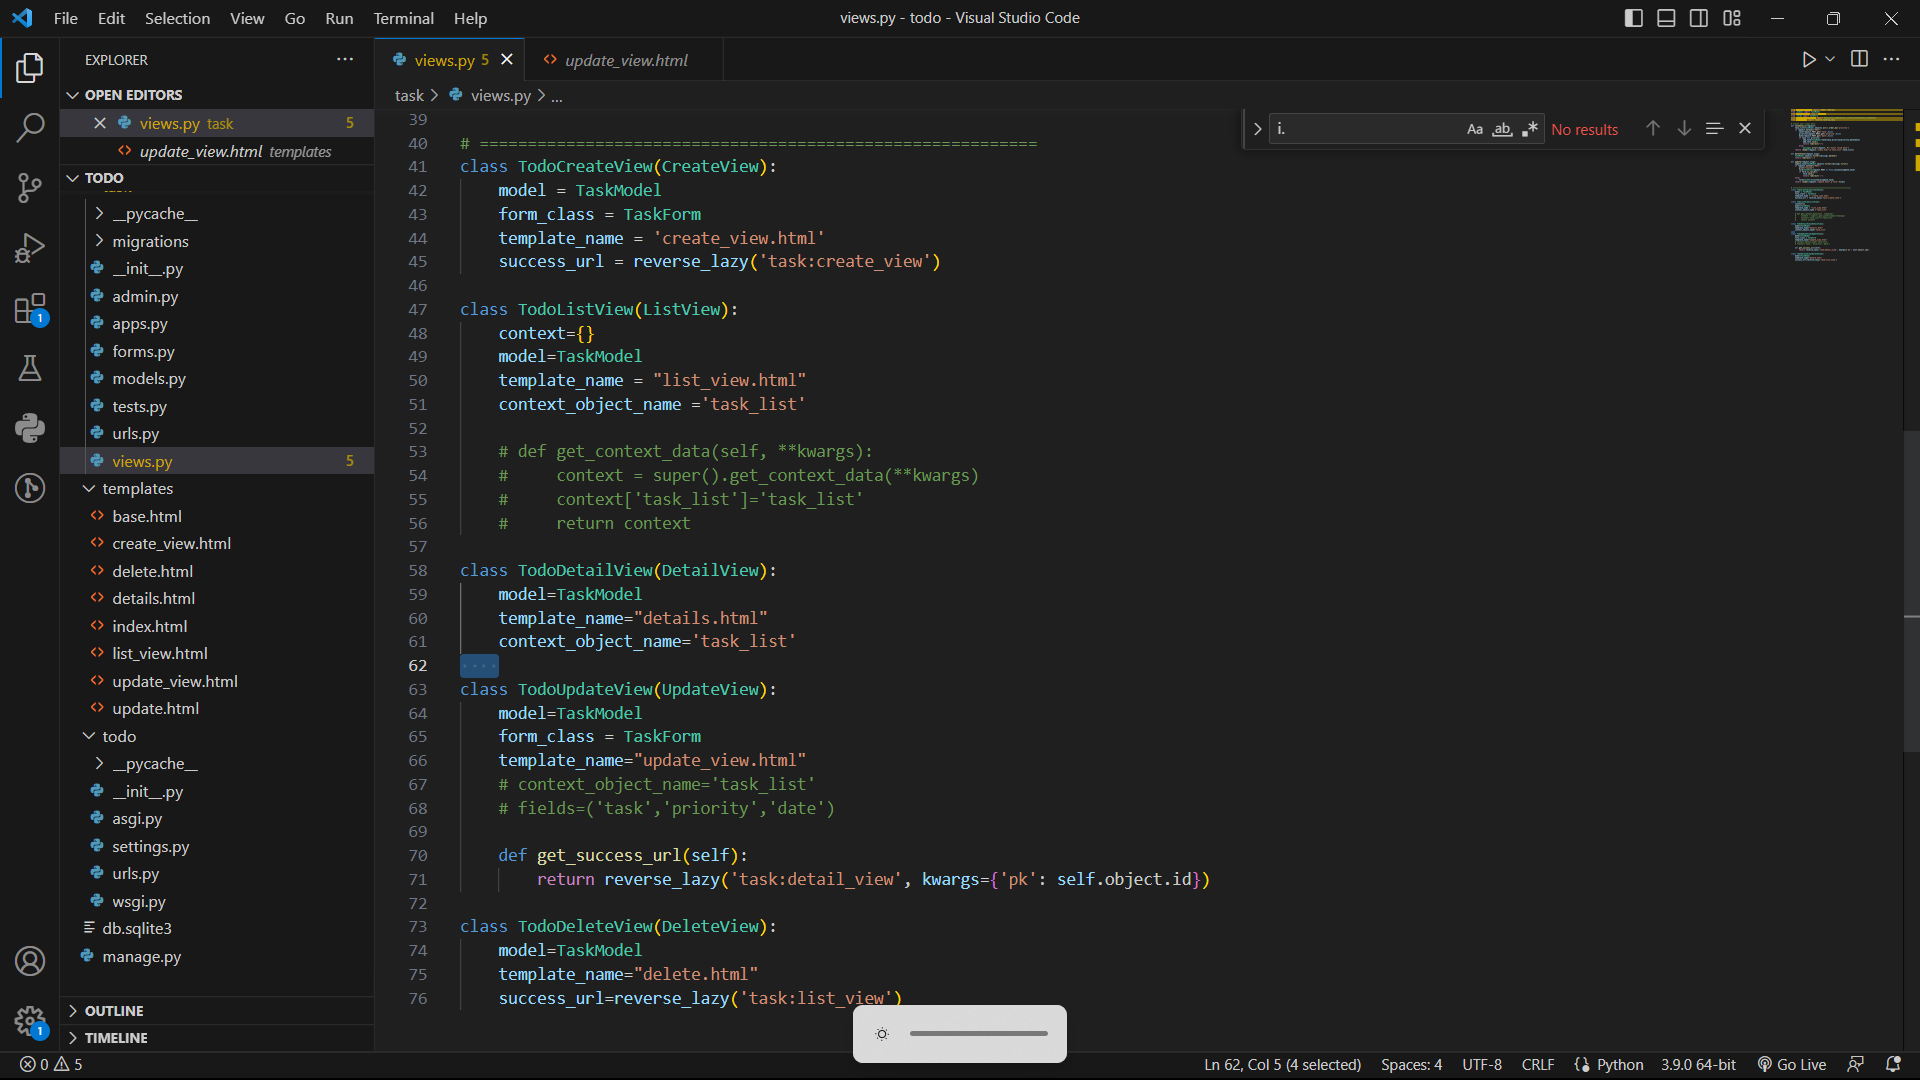 File Edit Selection View Go Run Terminal Help
views.py - todo - Visual Studio Code
EXPLORER
OPEN EDITORS
views.py task 5
update_view.html templates
TODO
__pycache__
migrations
__init__.py
admin.py
apps.py
forms.py
models.py
tests.py
urls.py
views.py 5
templates
base.html
create_view.html
delete.html
details.html
index.html
list_view.html
update_view.html
update.html
todo
__pycache__
__init__.py
asgi.py
settings.py
urls.py
wsgi.py
db.sqlite3
manage.py
OUTLINE
TIMELINE
1
1
views.py 5
update_view.html
task > views.py > ...
i.
Aa ab
No results
39
40 # ==========================================================
41 class TodoCreateView(CreateView):
42     model = TaskModel
43     form_class = TaskForm
44     template_name = 'create_view.html'
45     success_url = reverse_lazy('task:create_view')
46
47 class TodoListView(ListView):
48     context={}
49     model=TaskModel
50     template_name = "list_view.html"
51     context_object_name ='task_list'
52
53     # def get_context_data(self, **kwargs):
54     #     context = super().get_context_data(**kwargs)
55     #     context['task_list']='task_list'
56     #     return context
57
58 class TodoDetailView(DetailView):
59     model=TaskModel
60     template_name="details.html"
61     context_object_name='task_list'
62
63 class TodoUpdateView(UpdateView):
64     model=TaskModel
65     form_class = TaskForm
66     template_name="update_view.html"
67     # context_object_name='task_list'
68     # fields=('task','priority','date')
69
70     def get_success_url(self):
71         return reverse_lazy('task:detail_view', kwargs={'pk': self.object.id})
72
73 class TodoDeleteView(DeleteView):
74     model=TaskModel
75     template_name="delete.html"
76     success_url=reverse_lazy('task:list_view')
0 5
Ln 62, Col 5 (4 selected) Spaces: 4 UTF-8 CRLF Python 3.9.0 64-bit Go Live